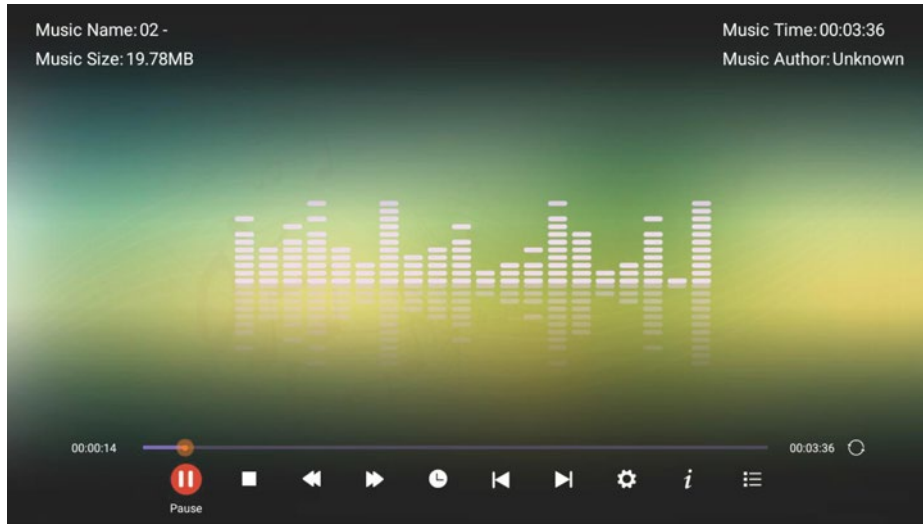 Music Name: 02 -
Music Size: 19.78MB
Music Time: 00:03:36
Music Author: Unknown
00:00:14
00:03:36
i
Pause